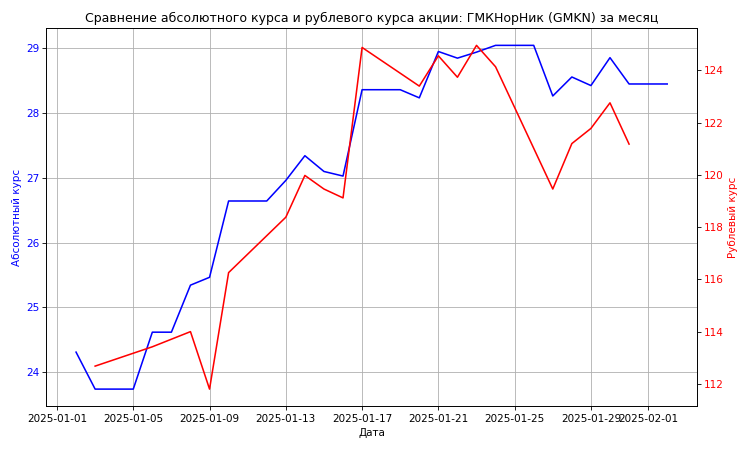 Сравнение абсолютного курса и рублевого курса акции: ГМКНорНик (GMKN) за месяц
Абсолютный курс
29
28
27
26
25
24
124
122
120
118
116
114
112
Рублевый курс
2025-01-01 2025-01-05 2025-01-09 2025-01-13 2025-01-17 2025-01-21 2025-01-25 2025-01-29 2025-02-01
Дата